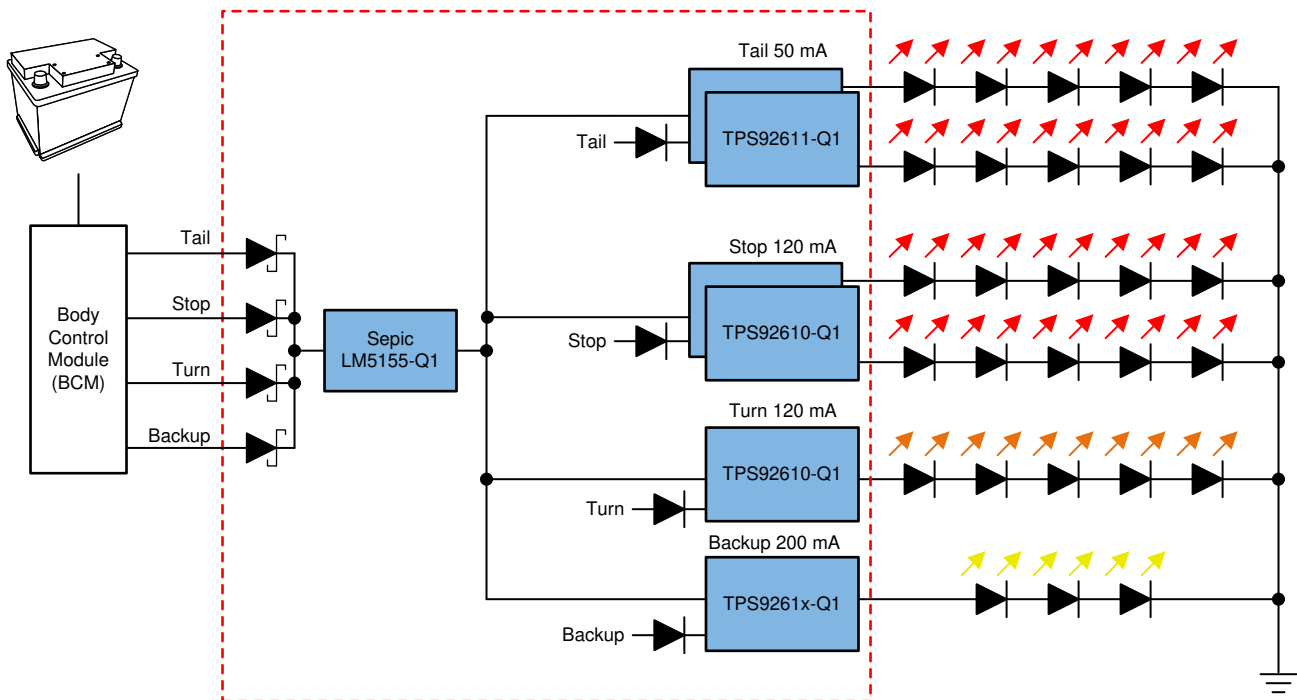 Tail
Stop
Turn
Backup
Body
Control
Module
(BCM)
Sepic
LM5155-Q1
Tail 50 mA
Tail
TPS92611-Q1
Stop 120 mA
Stop
TPS92610-Q1
Turn 120 mA
TPS92610-Q1
Turn
Backup 200 mA
TPS9261x-Q1
Backup